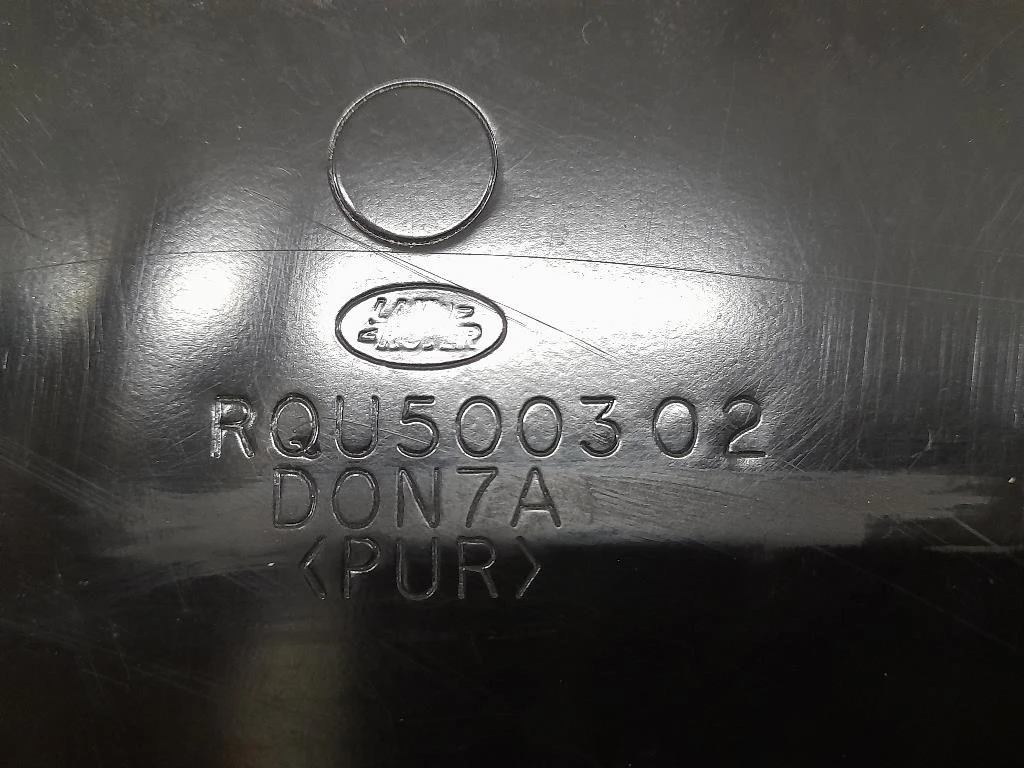 LAND
ROVER
RQU500302
DON7A
<PUR>